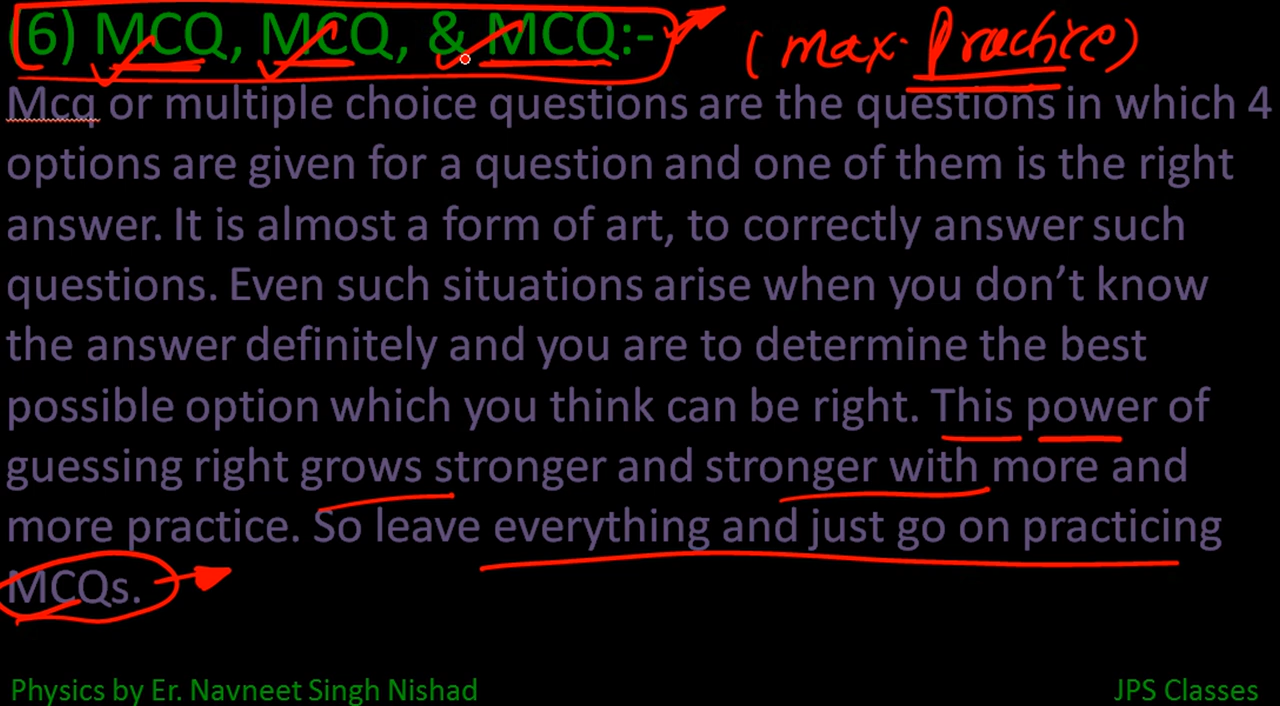 (6) MCQ, MCQ, & MCQ:- (max. Practice)
Mcq or multiple choice questions are the questions in which 4
options are given for a question and one of them is the right
answer. It is almost a form of art, to correctly answer such
questions. Even such situations arise when you don’t know
the answer definitely and you are to determine the best
possible option which you think can be right. This power of
guessing right grows stronger and stronger with more and
more practice. So leave everything and just go on practicing
MCQs.
Physics by Er. Navneet Singh Nishad JPS Classes